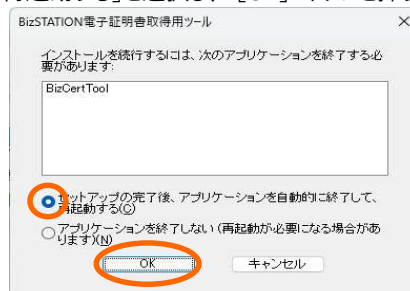 BizSTATION電子証明書取得用ツール
インストールを続行するには、次のアプリケーションを終了する必
要があります:
BizCertTool
セットアップの完了後、アプリケーションを自動的に終了して、
再起動する(C)
アプリケーションを終了しない（再起動が必要になる場合があ
ります)(N)
OK
キャンセル